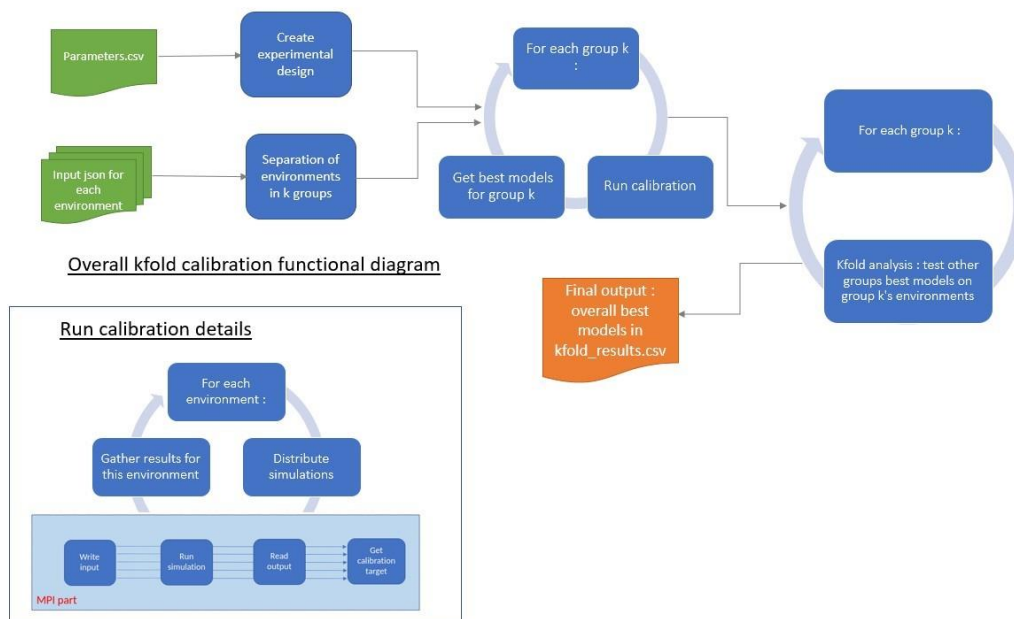 Parameters.csv
Create
experimental
design
For each group k
:
Input json for
each
environment
Separation of
environments
in k groups
Get best models
for group k
Run calibration
For each group k :
Kfold analysis : test other
groups best models on
group k's environments
Overall kfold calibration functional diagram
Final output :
overall best
models in
kfold_results.csv
Run calibration details
For each
environment :
Gather results for
this environment
Distribute
simulations
Write
input
Run
simulation
Read
output
Get
calibration
target
MPI part